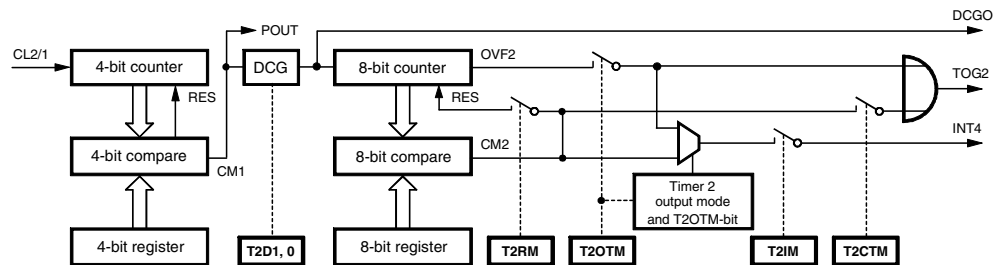 DCGO
POUT
CL2/1
4-bit counter
DCG
8-bit counter
OVF2
TOG2
RES
RES
INT4
4-bit compare
CM1
8-bit compare
CM2
Timer 2
output mode
and T2OTM-bit
4-bit register
T2D1, 0
8-bit register
T2RM
T2OTM
T2IM
T2CTM